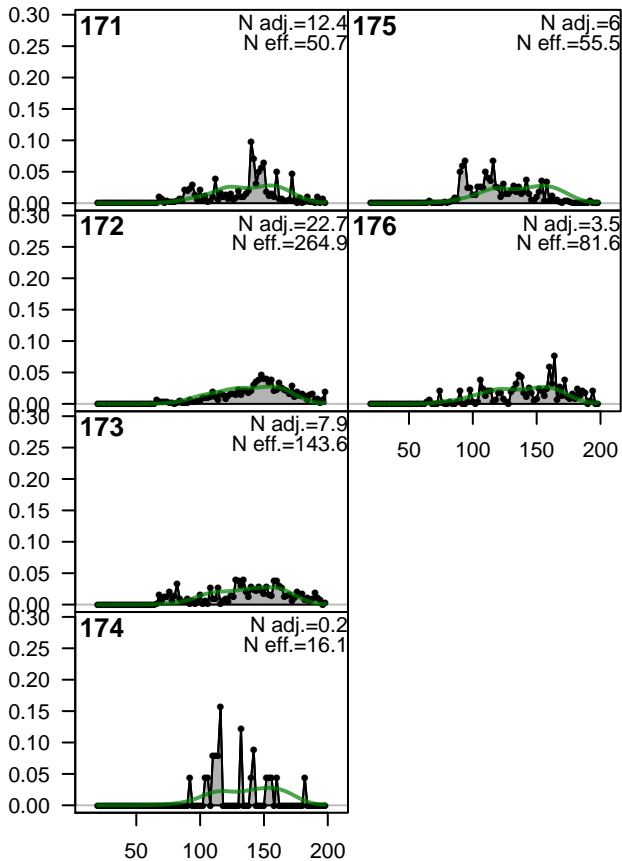 171
N adj.=12.4
N eff.=50.7
175
N adj.=6
N eff.=55.5
0.30
0.25
0.20
0.15
0.10
0.05
0.00
172
N adj.=22.7
N eff.=264.9
176
N adj.=3.5
N eff.=81.6
0.30
0.25
0.20
0.15
0.10
0.05
0.00
50 100 150 200
173
N adj.=7.9
N eff.=143.6
0.30
0.25
0.20
0.15
0.10
0.05
0.00
174
N adj.=0.2
N eff.=16.1
0.30
0.25
0.20
0.15
0.10
0.05
0.00
50 100 150 200